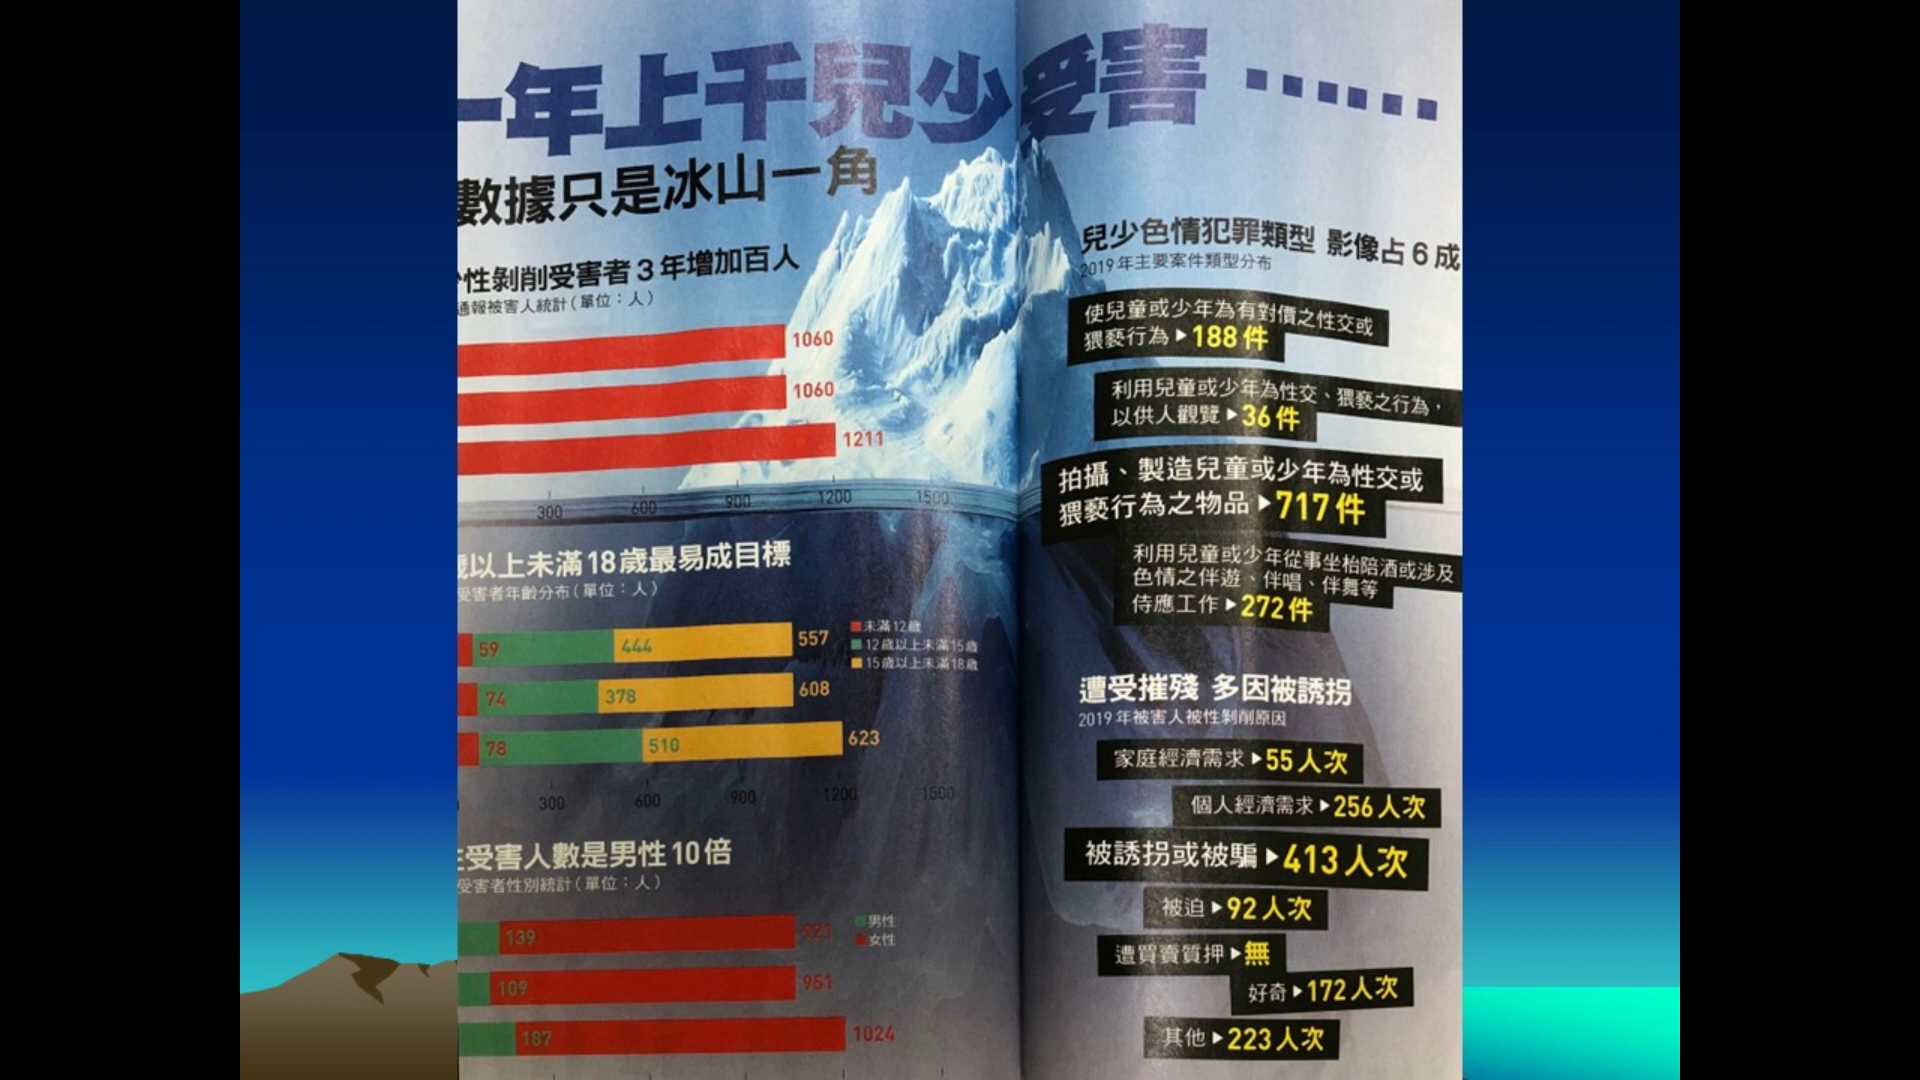 一年上千兒少受害······
數據只是冰山一角
性剝削受害者3年增加百人
通報被害人統計(單位：人)
1060
1060
1211
300 600 900 1200 1500
以上未滿18歲最易成目標
受害者年齡分布(單位：人)
未滿12歲
12歲以上未滿15歲
15歲以上未滿18歲
59 444 557
74 378 608
78 510 623
300 600 900 1200 1500
受害人數是男性10倍
受害者性別統計(單位：人)
男性
女性
139 921
109 951
187 1024
兒少色情犯罪類型 影像占6成
2019年主要案件類型分布
使兒童或少年為有對價之性交或
猥褻行為▶188件
利用兒童或少年為性交、猥褻之行為，
以供人觀覽▶36件
拍攝、製造兒童或少年為性交或
猥褻行為之物品▶717件
利用兒童或少年從事坐枱陪酒或涉及
色情之伴遊、伴唱、伴舞等
侍應工作▶272件
遭受摧殘 多因被誘拐
2019年被害人被性剝削原因
家庭經濟需求▶55人次
個人經濟需求▶256人次
被誘拐或被騙▶413人次
被迫▶92人次
遭買賣質押▶無
好奇▶172人次
其他▶223人次